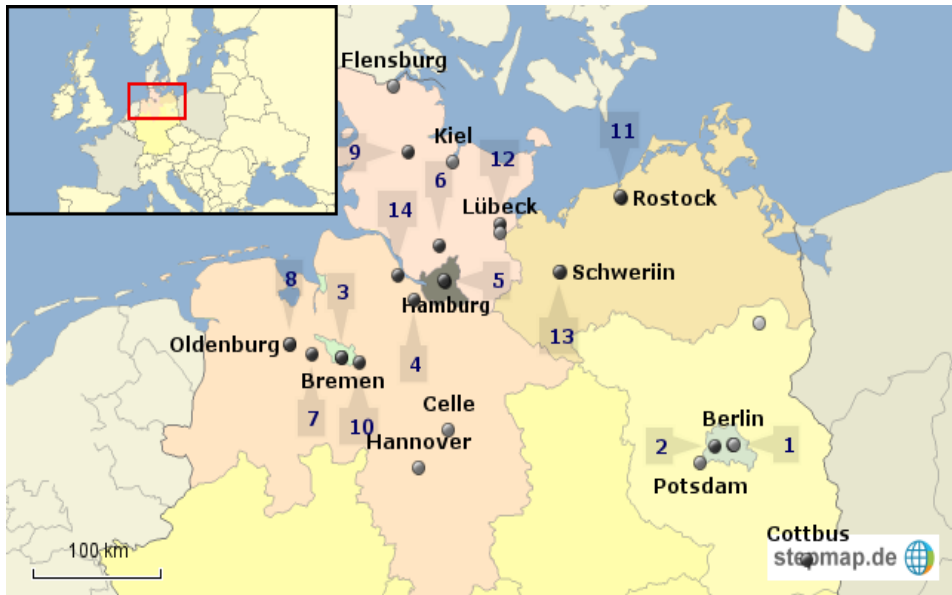 Flensburg
11
Kiel
9
12
6
Rostock
14
Lübeck
Schweriin
8
3
5
Hamburg
Oldenburg
13
4
Bremen
Celle
7
10
Berlin
Hannover
2
1
Potsdam
Cottbus
100 km
stepmap.de